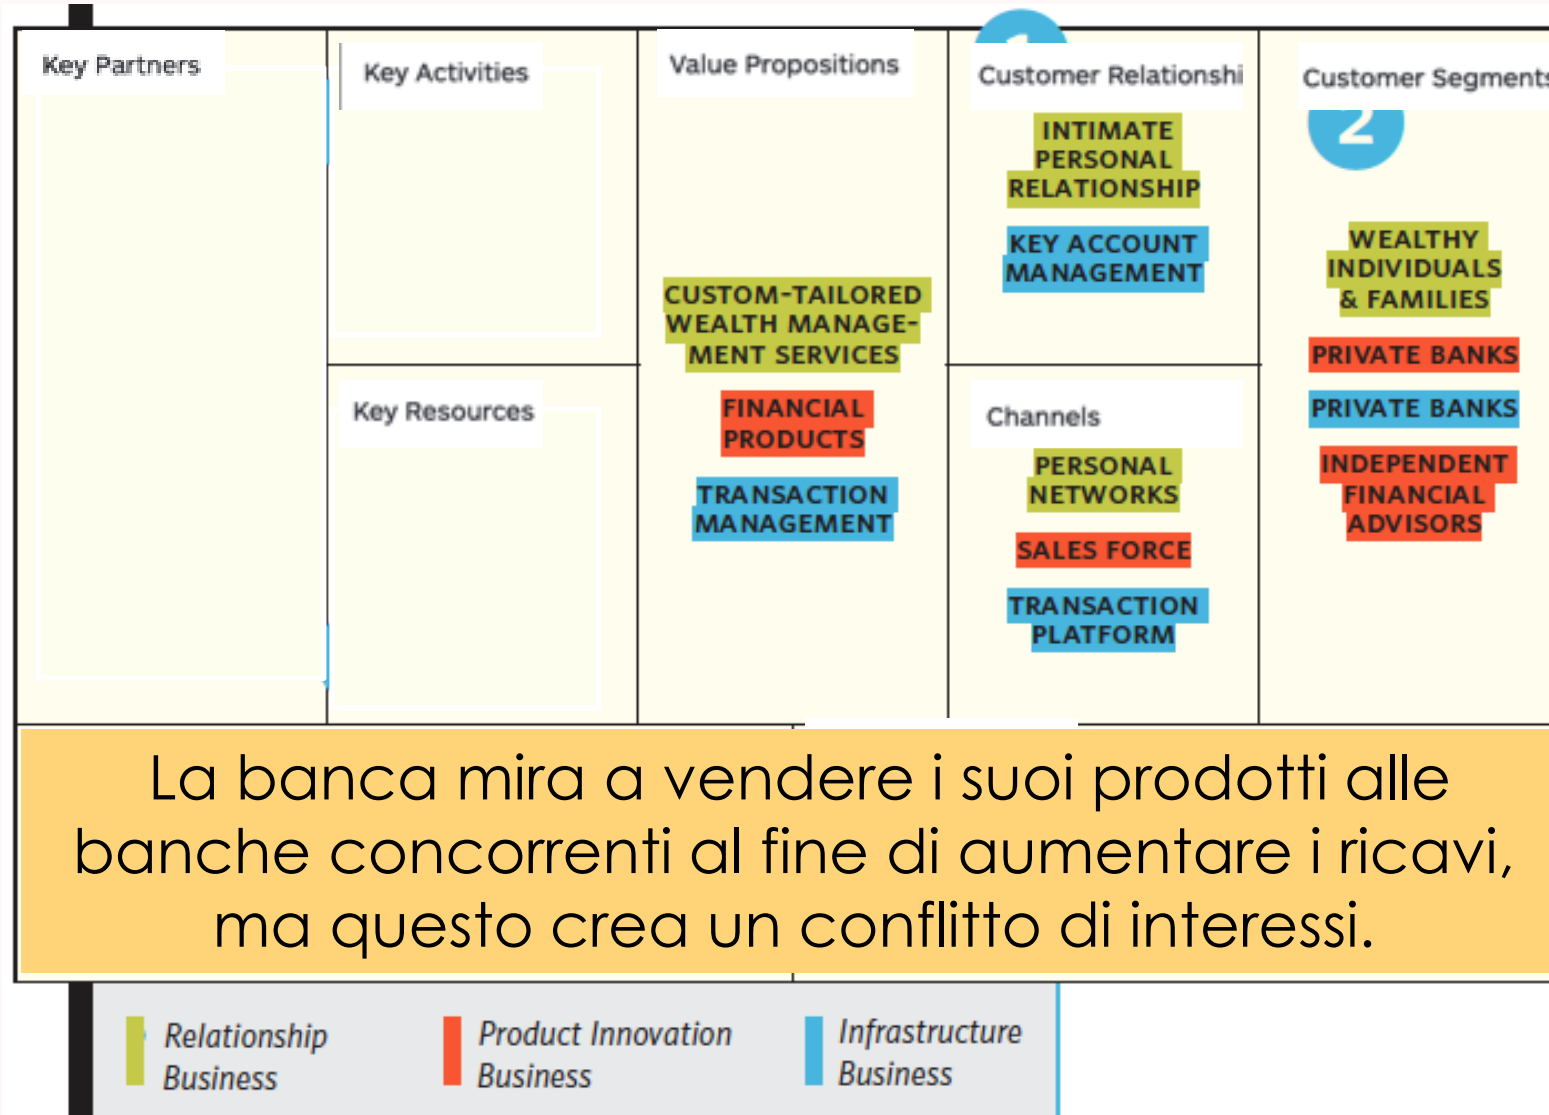 Key Partners
Key Activities
Value Propositions
Customer Relationshi
Customer Segments
INTIMATE
PERSONAL
RELATIONSHIP
KEY ACCOUNT
MANAGEMENT
2
WEALTHY
INDIVIDUALS
& FAMILIES
PRIVATE BANKS
PRIVATE BANKS
INDEPENDENT
FINANCIAL
ADVISORS
CUSTOM-TAILORED
WEALTH MANAGE-
MENT SERVICES
FINANCIAL
PRODUCTS
TRANSACTION
MANAGEMENT
Key Resources
Channels
PERSONAL
NETWORKS
SALES FORCE
TRANSACTION
PLATFORM
La banca mira a vendere i suoi prodotti alle
banche concorrenti al fine di aumentare i ricavi,
ma questo crea un conflitto di interessi.
Relationship
Business
Product Innovation
Business
Infrastructure
Business